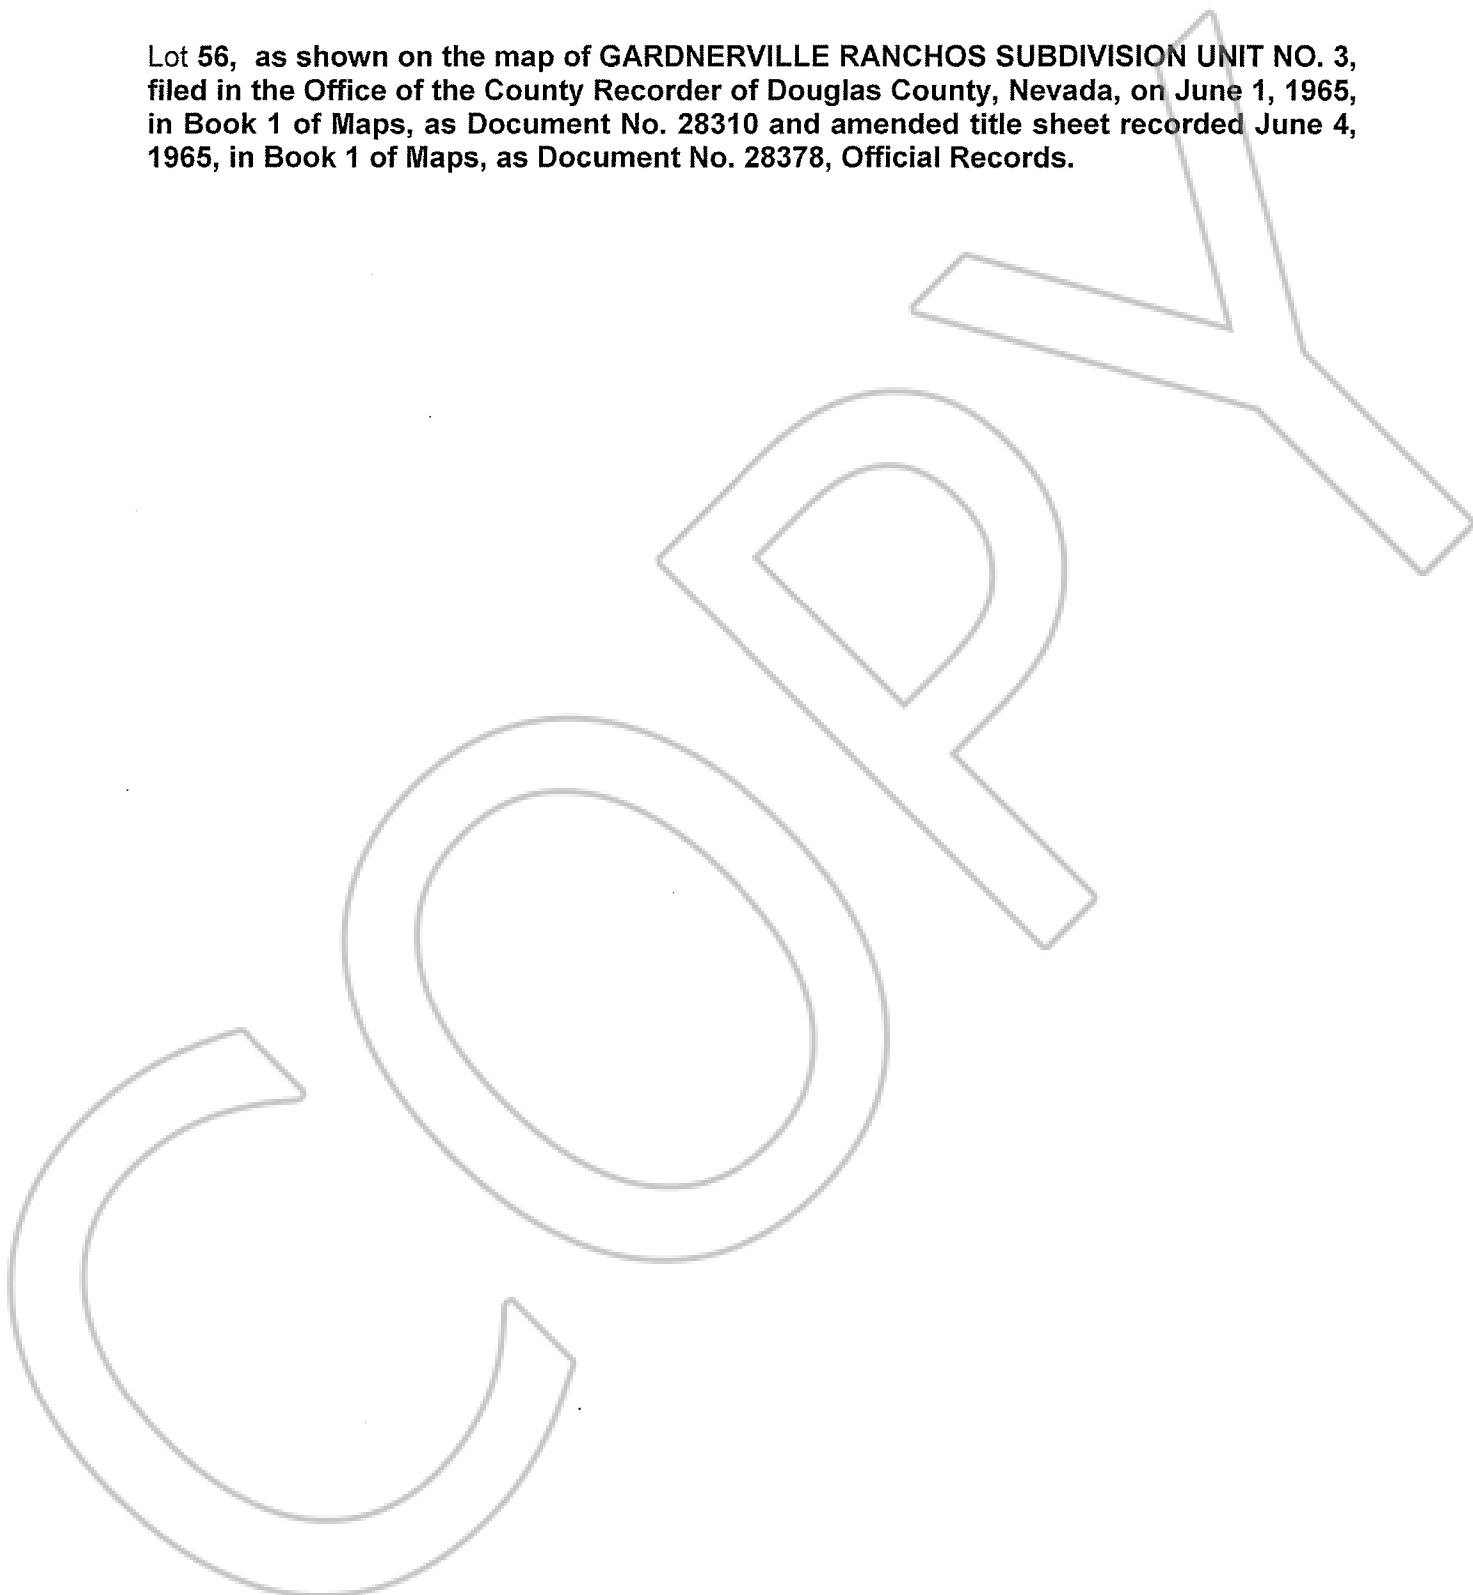 Lot 56, as shown on the map of GARDNERVILLE RANCHOS SUBDIVISION UNIT NO. 3,
filed in the Office of the County Recorder of Douglas County, Nevada, on June 1, 1965,
in Book 1 of Maps, as Document No. 28310 and amended title sheet recorded June 4,
1965, in Book 1 of Maps, as Document No. 28378, Official Records.
COPY